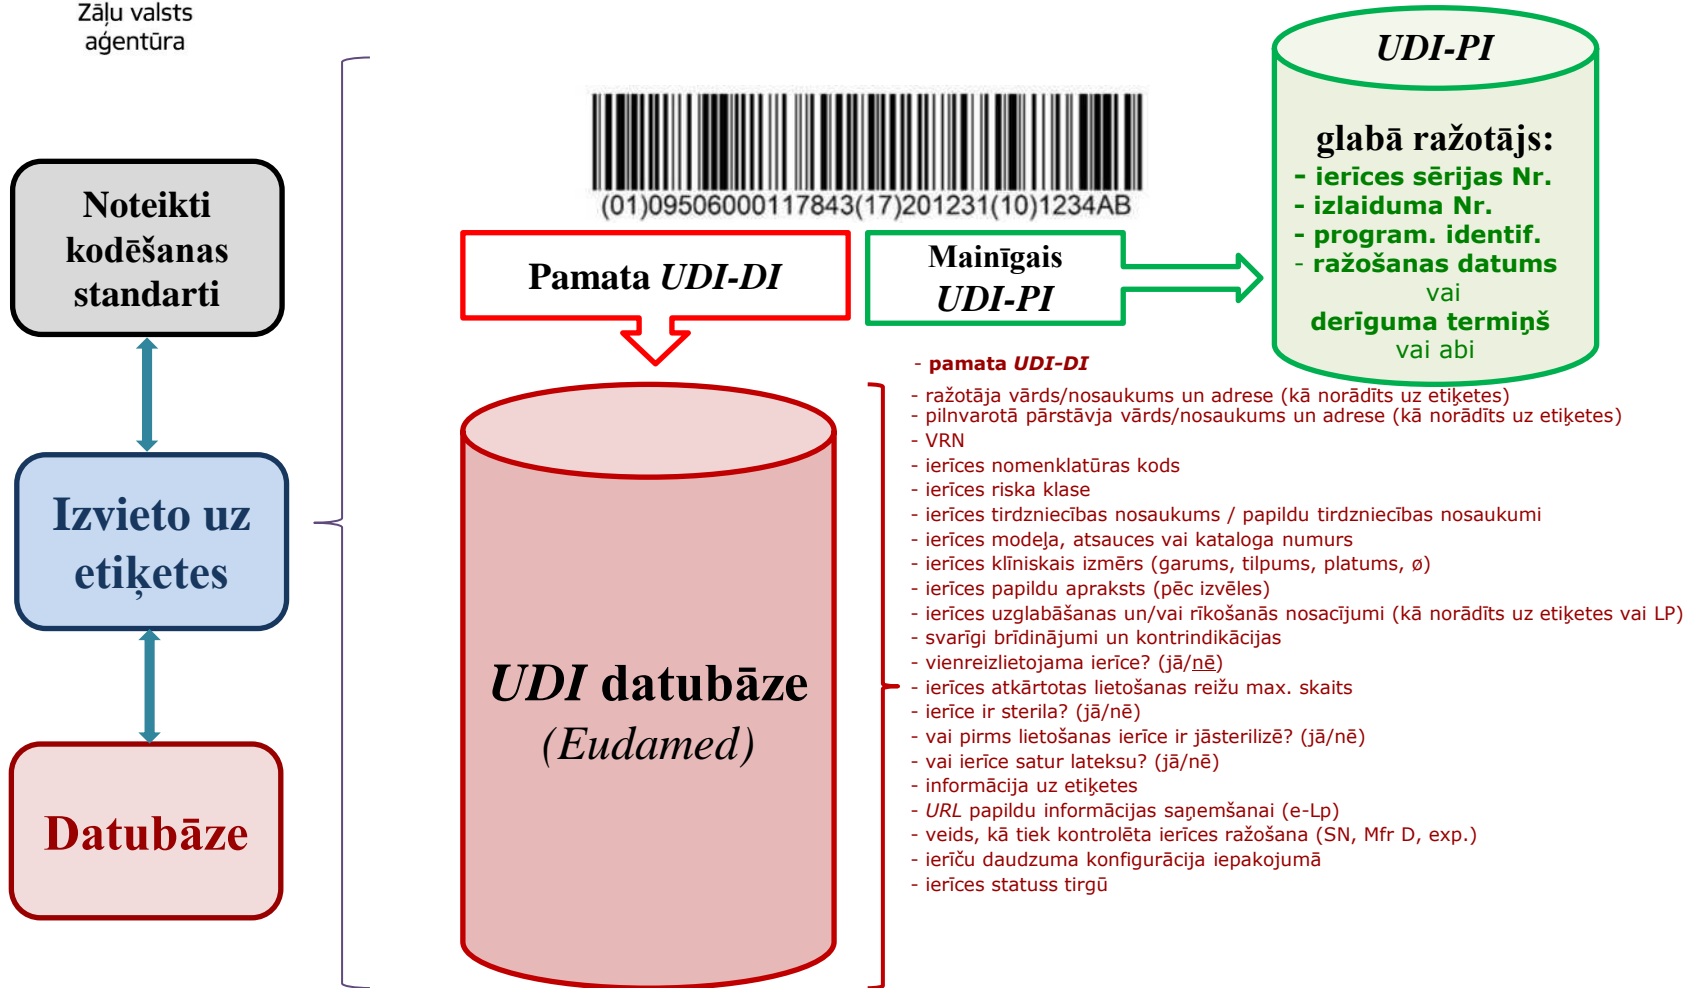 Zāļu valsts
aģentūra
Noteikti
kodēšanas
standarti
Izvieto uz
etiķetes
Datubāze
(01)09506000117843(17)201231(10)1234AB
Pamata UDI-DI
Mainīgais
UDI-PI
UDI-PI
glabā ražotājs:
- ierīces sērijas Nr.
- izlaiduma Nr.
- program. identif.
- ražošanas datums
vai
derīguma termiņš
vai abi
UDI datubāze
(Eudamed)
- pamata UDI-DI
- ražotāja vārds/nosaukums un adrese (kā norādīts uz etiķetes)
- pilnvarotā pārstāvja vārds/nosaukums un adrese (kā norādīts uz etiķetes)
- VRN
- ierīces nomenklatūras kods
- ierīces riska klase
- ierīces tirdzniecības nosaukums / papildu tirdzniecības nosaukumi
- ierīces modeļa, atsauces vai kataloga numurs
- ierīces klīniskais izmērs (garums, tilpums, platums, ø)
- ierīces papildu apraksts (pēc izvēles)
- ierīces uzglabāšanas un/vai rīkošanās nosacījumi (kā norādīts uz etiķetes vai LP)
- svarīgi brīdinājumi un kontrindikācijas
- vienreizlietojama ierīce? (jā/nē)
- ierīces atkārtotas lietošanas reižu max. skaits
- ierīce ir sterila? (jā/nē)
- vai pirms lietošanas ierīce ir jāsterilizē? (jā/nē)
- vai ierīce satur lateksu? (jā/nē)
- informācija uz etiķetes
- URL papildu informācijas saņemšanai (e-Lp)
- veids, kā tiek kontrolēta ierīces ražošana (SN, Mfr D, exp.)
- ierīču daudzuma konfigurācija iepakojumā
- ierīces statuss tirgū